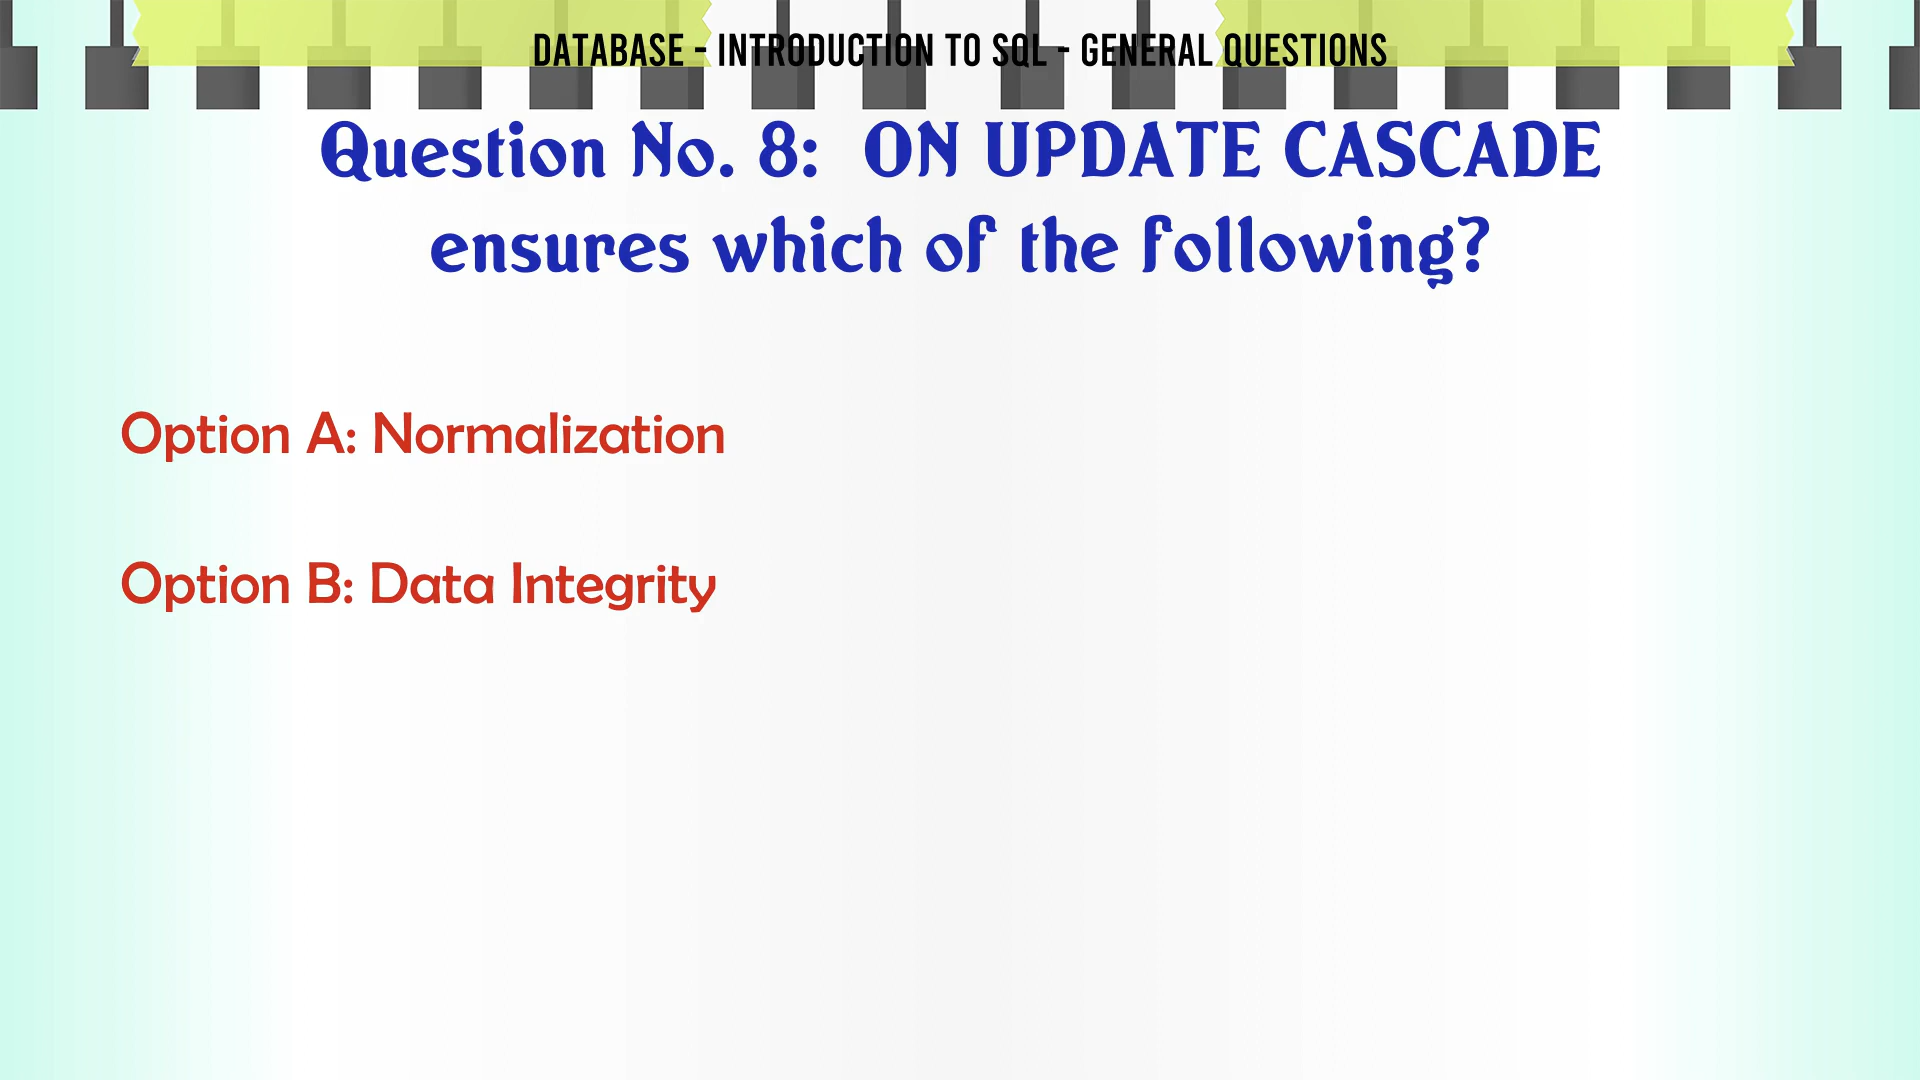 DATABASE - INTRODUCTION TO SQL - GENERAL QUESTIONS
Question No. 8: ON UPDATE CASCADE
ensures which of the following?
Option A: Normalization
Option B: Data Integrity